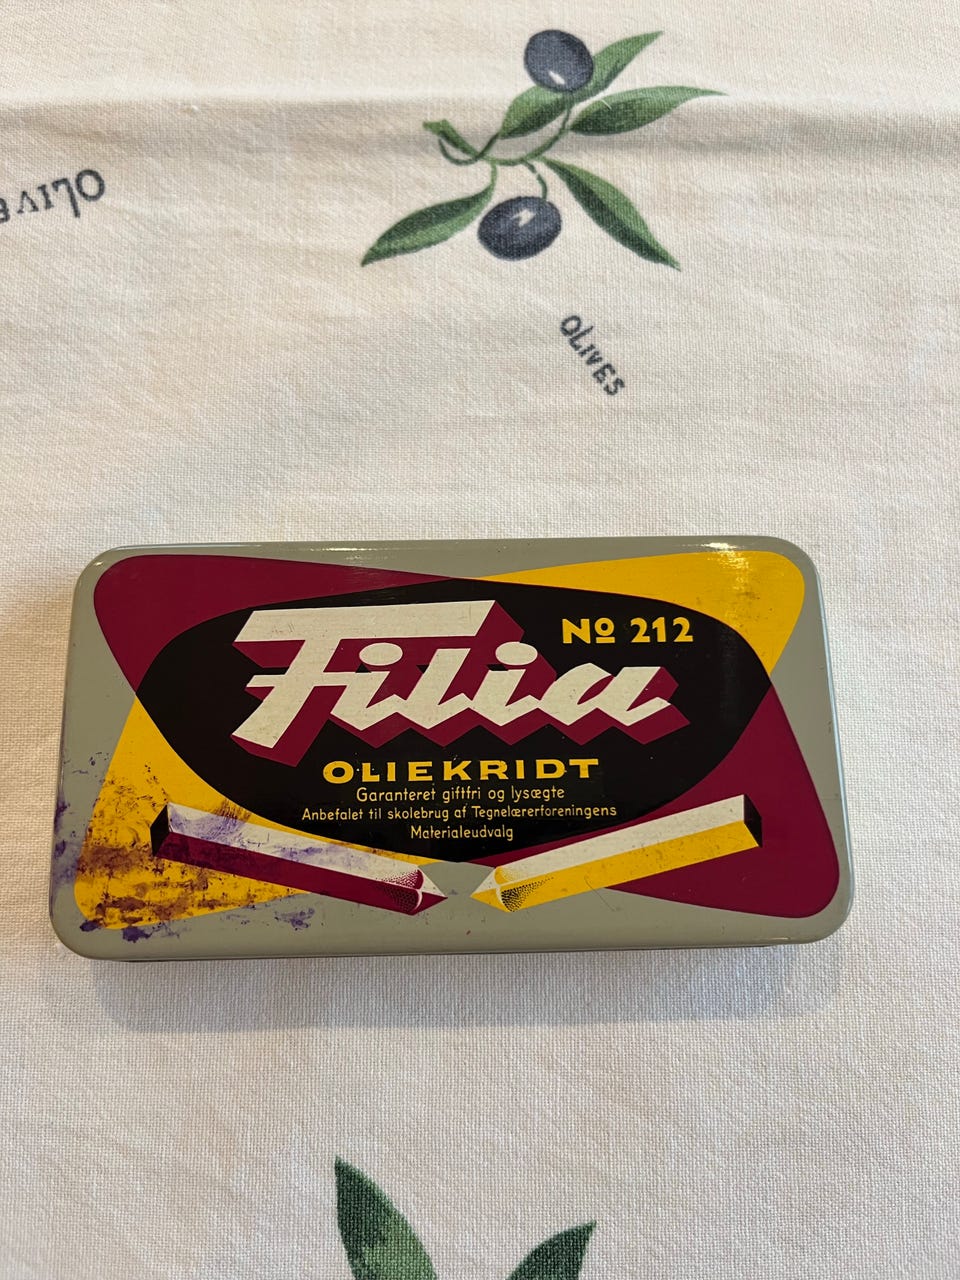 OLIVES
OLIVES
Filia
No 212
OLIEKRIDT
Garanteret giftfri og lysægte
Anbefalet til skolebrug af Tegnelærerforeningens
Materialeudvalg